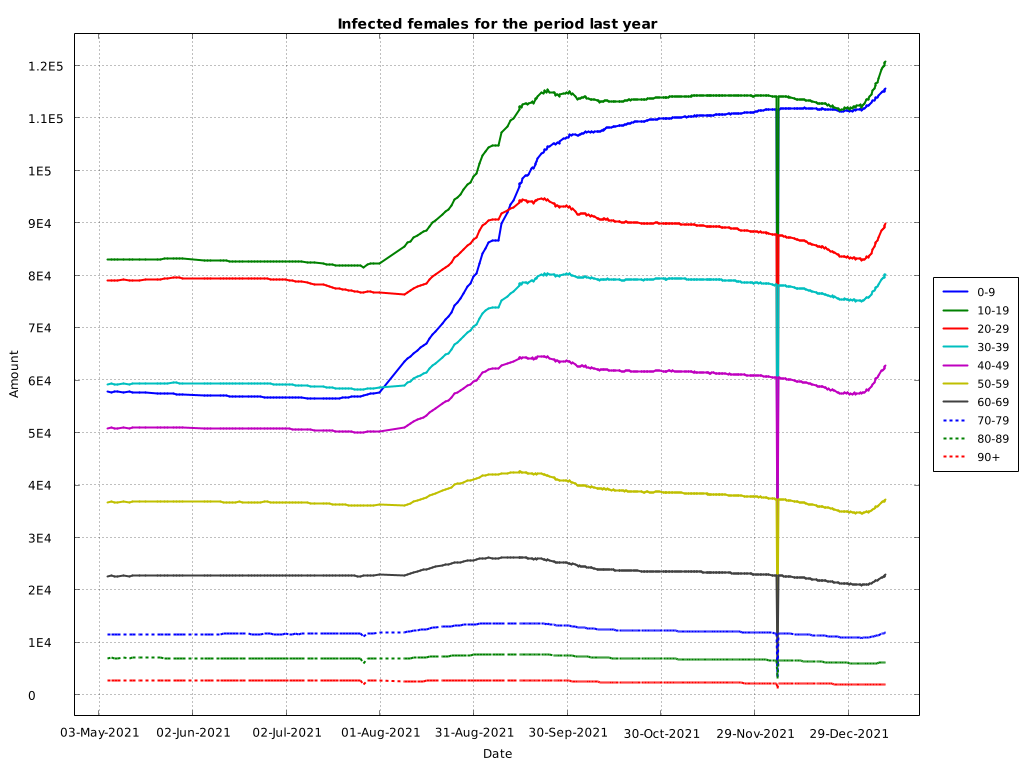 Infected females for the period last year
1.2E5
1.1E5
1E5
9E4
8E4
7E4
6E4
5E4
4E4
3E4
2E4
1E4
0
Amount
03-May-2021 02-Jun-2021 02-Jul-2021 01-Aug-2021 31-Aug-2021 30-Sep-2021 30-Oct-2021 29-Nov-2021 29-Dec-2021
Date
0-9
10-19
20-29
30-39
40-49
50-59
60-69
70-79
80-89
90+